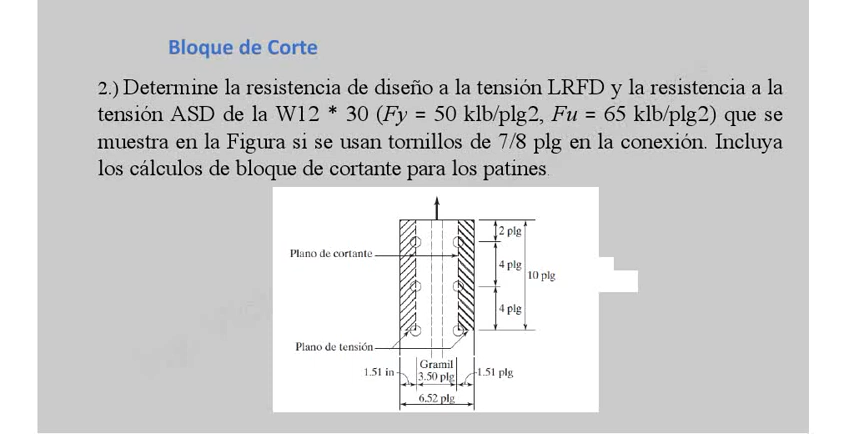 Bloque de Corte
2.) Determine la resistencia de diseño a la tensión LRFD y la resistencia a la
tensión ASD de la W12 * 30 (Fy = 50 klb/plg2, Fu = 65 klb/plg2) que se
muestra en la Figura si se usan tornillos de 7/8 plg en la conexión. Incluya
los cálculos de bloque de cortante para los patines.
2 plg
Plano de cortante
4 plg
10 plg
4 plg
Plano de tensión
Gramil
1.51 in
3.50 plg
1.51 plg
6.52 plg